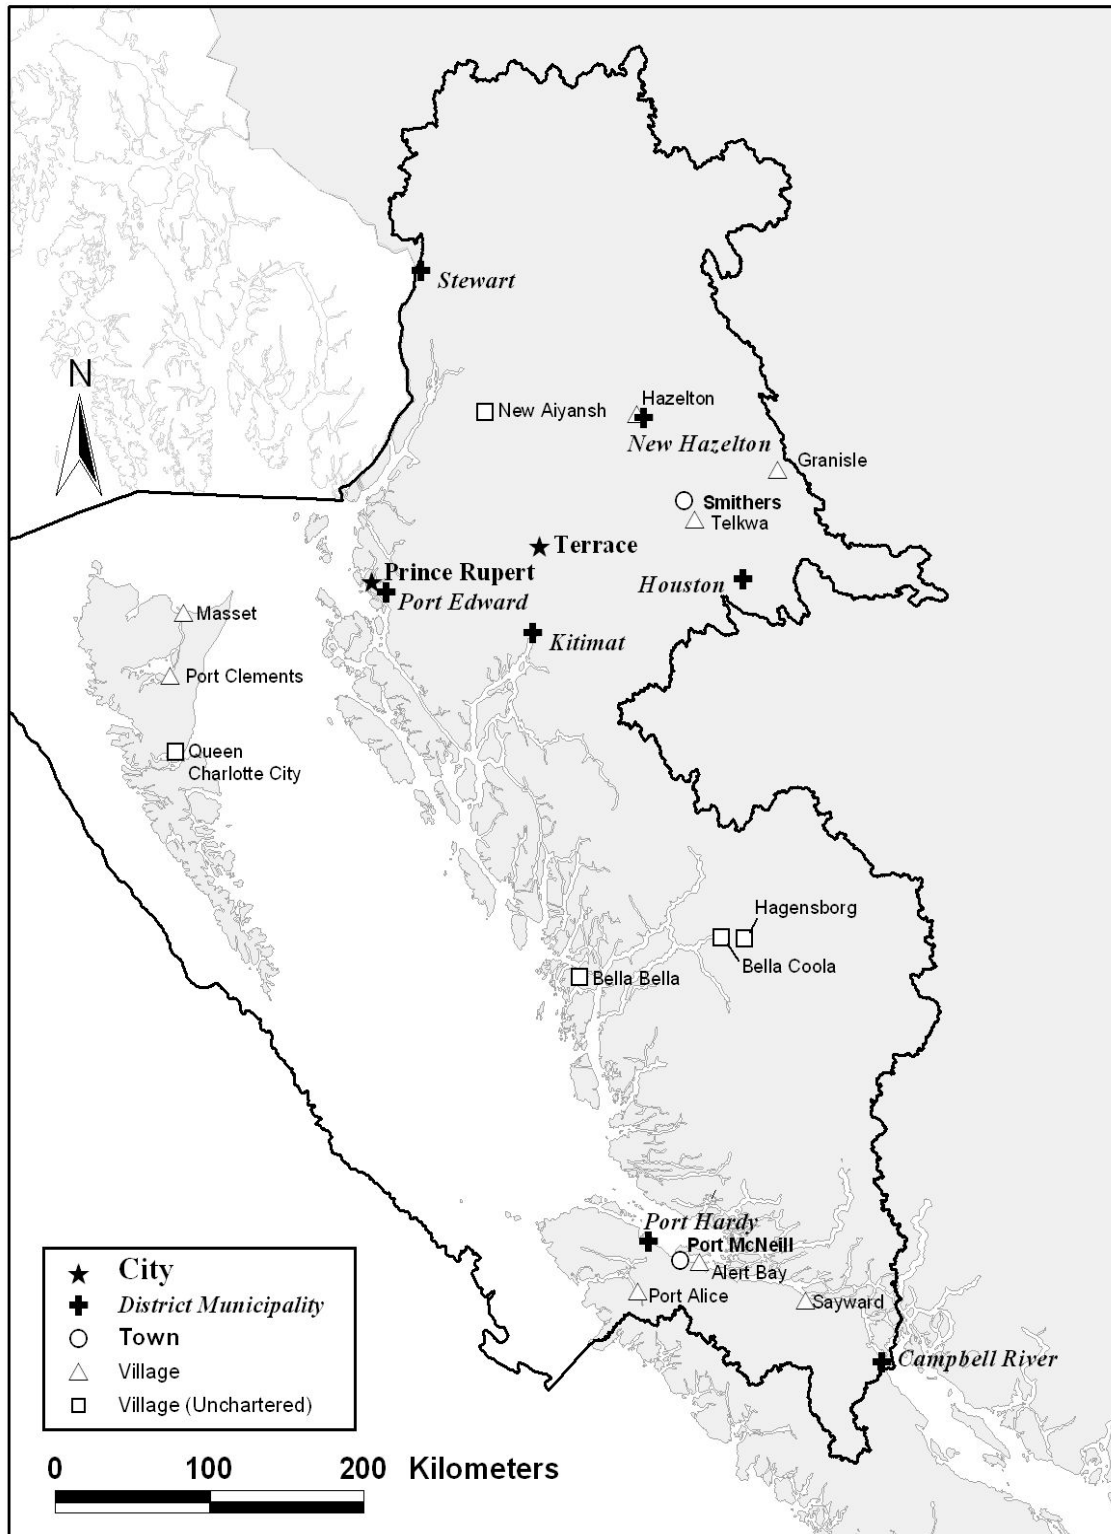 Stewart
N
New Aiyansh
Hazelton
New Hazelton
Granisle
Smithers
Telkwa
Terrace
Prince Rupert
Port Edward
Houston
Masset
Kitimat
Port Clements
Queen
Charlotte City
Hagensborg
Bella Coola
Bella Bella
Port Hardy
Port McNeill
Alert Bay
Port Alice
Sayward
Campbell River
City
District Municipality
Town
Village
Village (Unchartered)
0 100 200 Kilometers